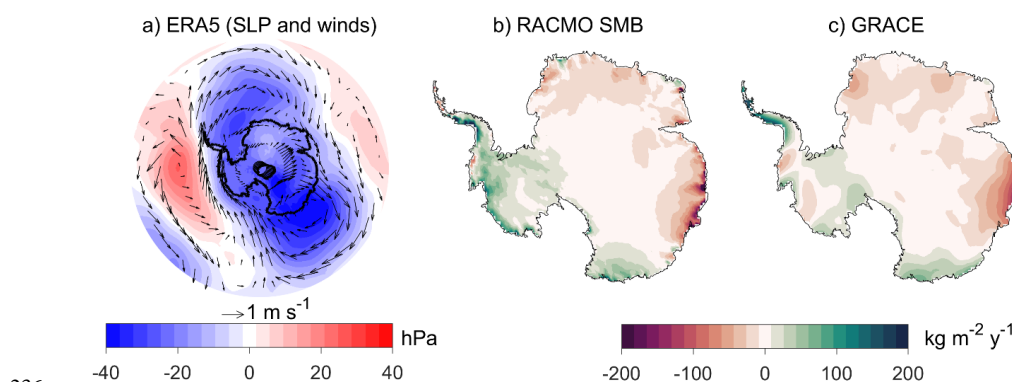 a) ERA5 (SLP and winds)
b) RACMO SMB
c) GRACE
→1 m s⁻¹
hPa
-40 -20 0 20 40
kg m⁻² y⁻¹
-200 -100 0 100 200